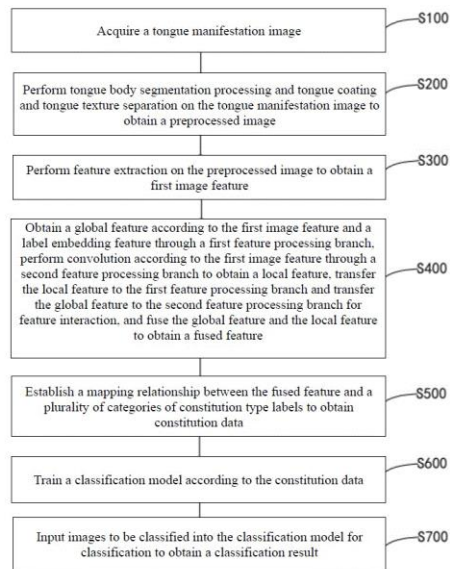 S100
Acquire a tongue manifestation image
S200
Perform tongue body segmentation processing and tongue coating
and tongue texture separation on the tongue manifestation image to
obtain a preprocessed image
S300
Perform feature extraction on the preprocessed image to obtain a
first image feature
Obtain a global feature according to the first image feature and a
label embedding feature through a first feature processing branch,
perform convolution according to the first image feature through a
second feature processing branch to obtain a local feature, transfer
the local feature to the first feature processing branch and transfer
the global feature to the second feature processing branch for
feature interaction, and fuse the global feature and the local feature
to obtain a fused feature
S400
Establish a mapping relationship between the fused feature and a
plurality of categories of constitution type labels to obtain
constitution data
S500
Train a classification model according to the constitution data
S600
Input images to be classified into the classification model for
classification to obtain a classification result
S700